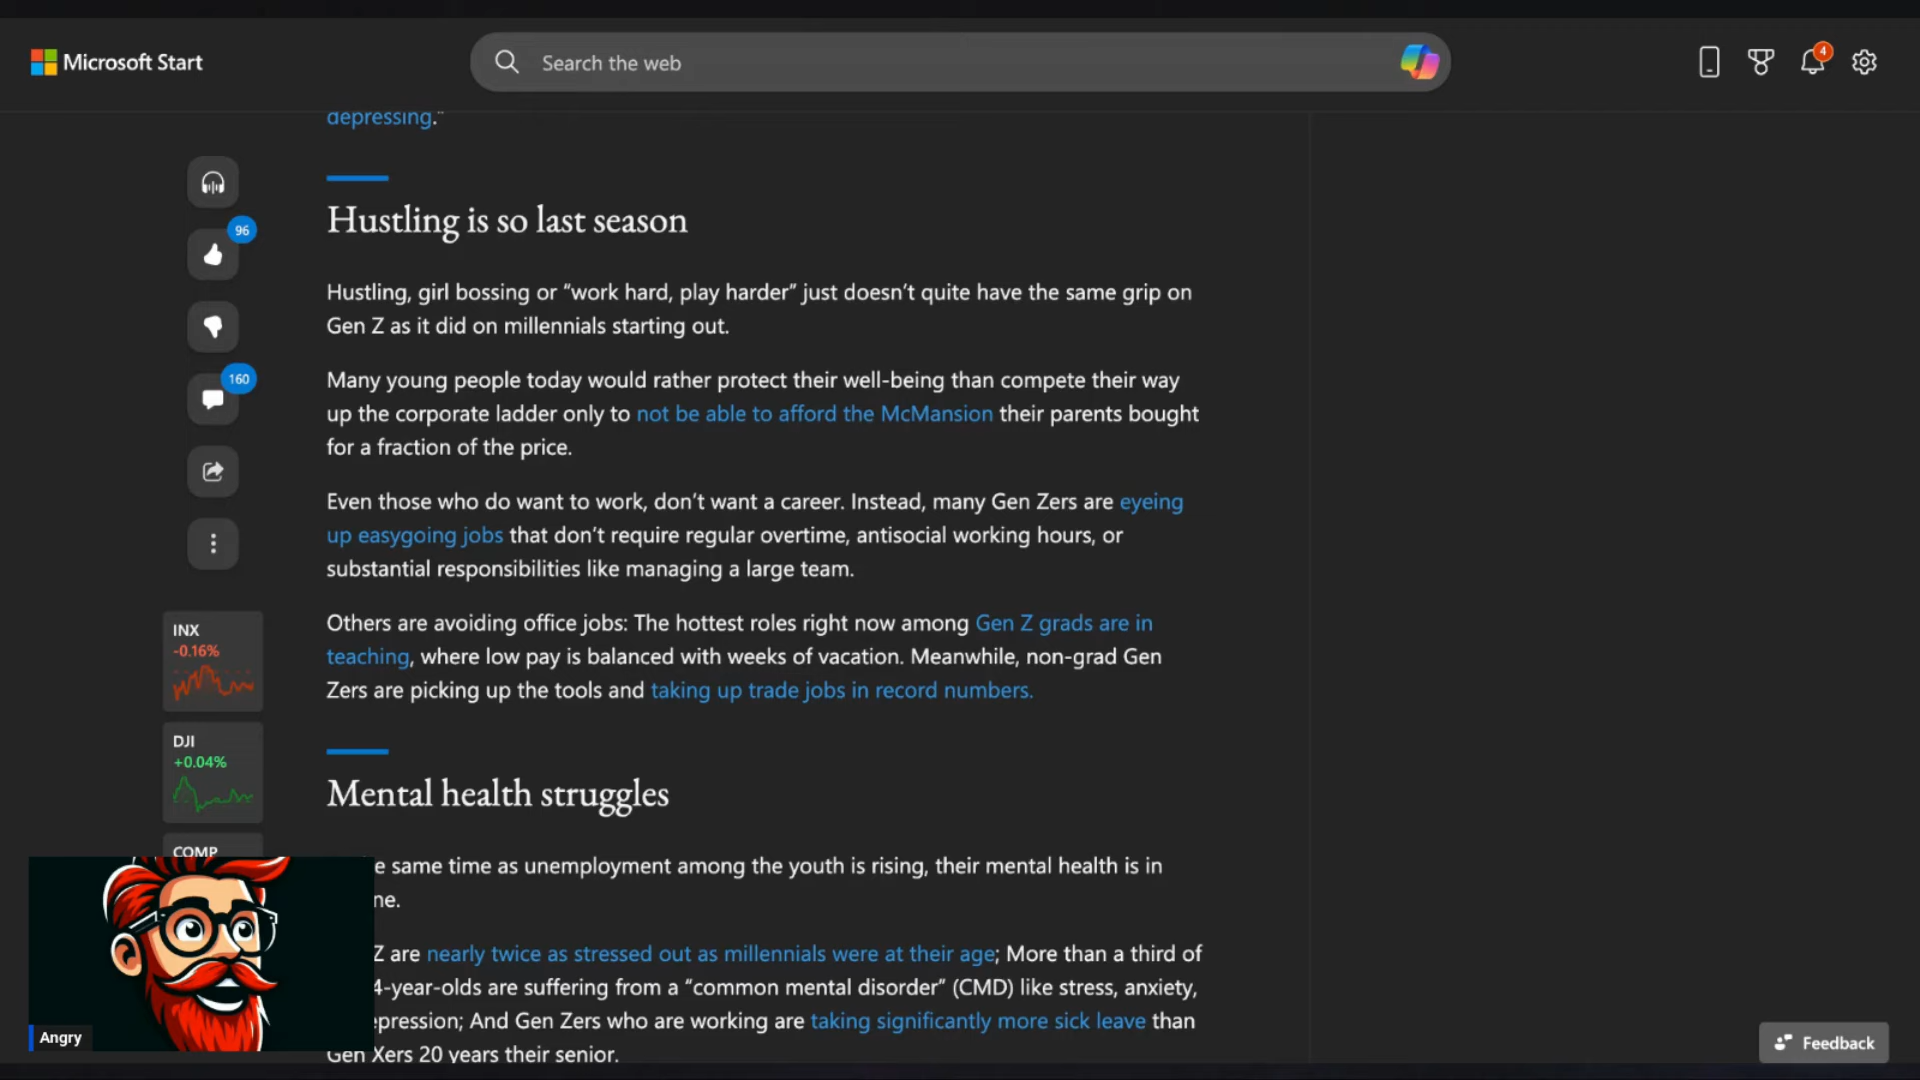 Microsoft Start
Search the web
4
depressing."
96
160
Hustling is so last season
Hustling, girl bossing or “work hard, play harder” just doesn’t quite have the same grip on
Gen Z as it did on millennials starting out.
Many young people today would rather protect their well-being than compete their way
up the corporate ladder only to not be able to afford the McMansion their parents bought
for a fraction of the price.
Even those who do want to work, don’t want a career. Instead, many Gen Zers are eyeing
up easygoing jobs that don’t require regular overtime, antisocial working hours, or
substantial responsibilities like managing a large team.
Others are avoiding office jobs: The hottest roles right now among Gen Z grads are in
teaching, where low pay is balanced with weeks of vacation. Meanwhile, non-grad Gen
Zers are picking up the tools and taking up trade jobs in record numbers.
INX
-0.16%
DJI
+0.04%
COMP
Mental health struggles
e same time as unemployment among the youth is rising, their mental health is in
ne.
Z are nearly twice as stressed out as millennials were at their age; More than a third of
4-year-olds are suffering from a “common mental disorder” (CMD) like stress, anxiety,
pression; And Gen Zers who are working are taking significantly more sick leave than
Gen Xers 20 years their senior.
Angry
Feedback